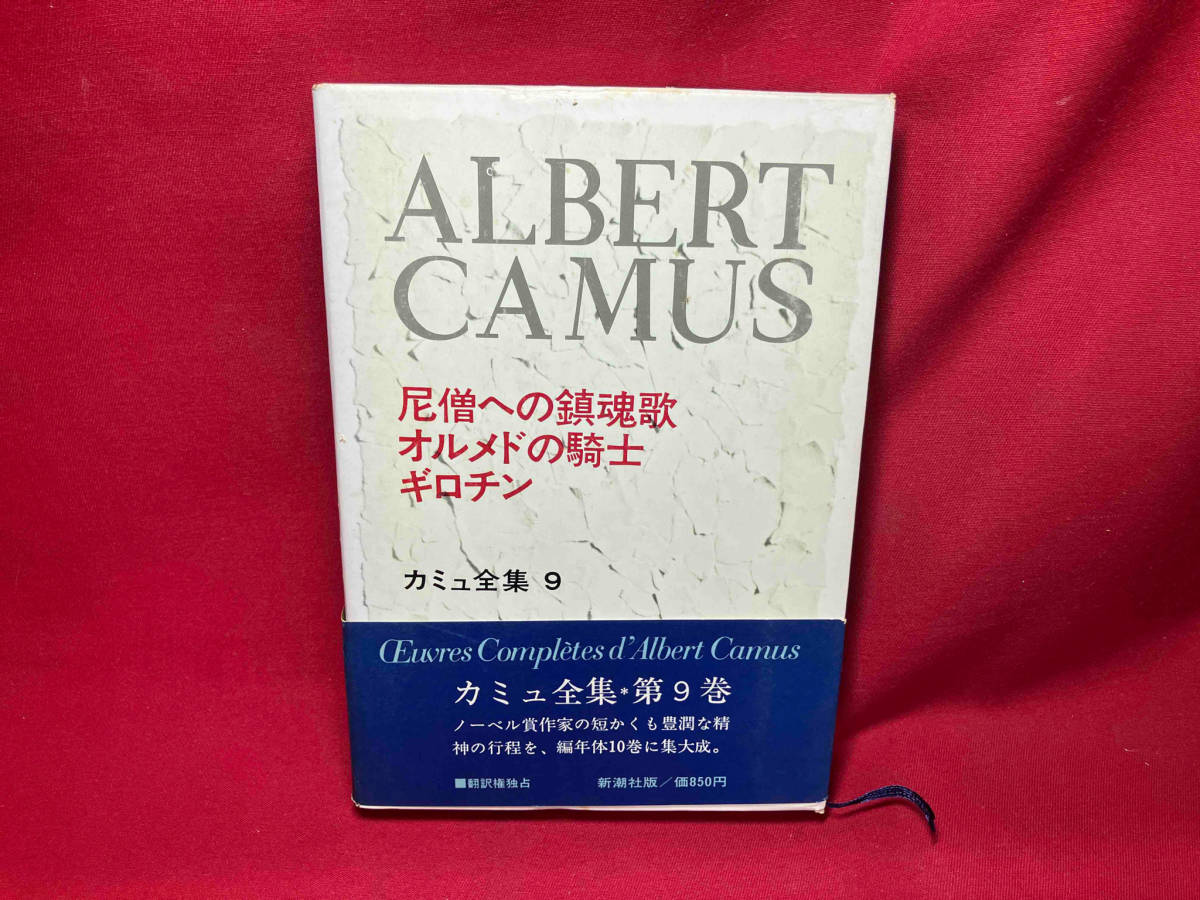 ALBERT
CAMUS
尼僧への鎮魂歌
オルメドの騎士
ギロチン
カミュ全集 9
Œuvres Complètes d'Albert Camus
カミュ全集*第9巻
ノーベル賞作家の短かくも豊潤な精
神の行程を、編年体10巻に集大成。
■翻訳権独占 新潮社版/価850円